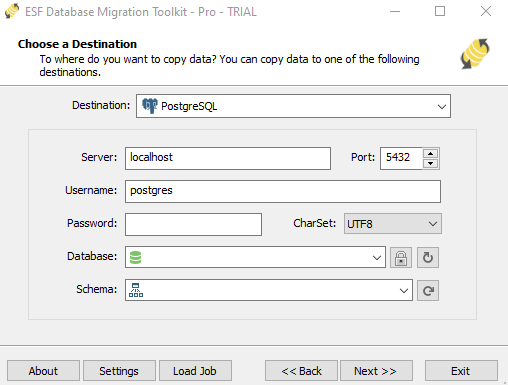 ESF Database Migration Toolkit - Pro - TRIAL
Choose a Destination
To where do you want to copy data? You can copy data to one of the following
destinations.
Destination: PostgreSQL
Server: localhost Port: 5432
Username: postgres
Password: CharSet: UTF8
Database:
Schema:
About Settings Load Job << Back Next >> Exit